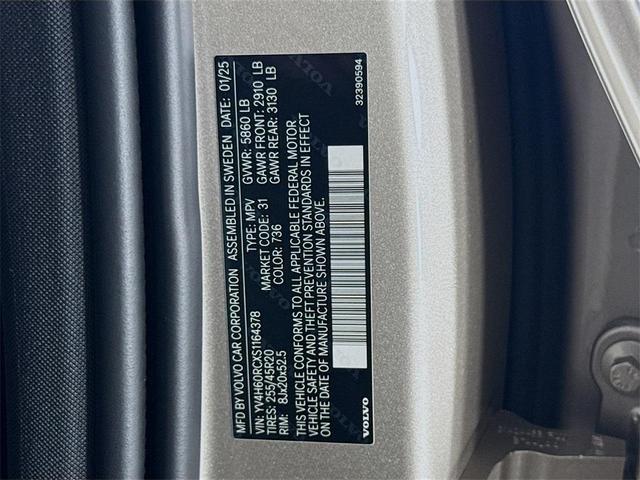 MFD BY VOLVO CAR CORPORATION ASSEMBLED IN SWEDEN DATE: 01/25
VIN: YV4H60RCXS1164378 TYPE: MPV GVWR: 5860 LB
TIRES: 255/45R20 MARKET CODE: 31 GAWR FRONT: 2910 LB
RIM: 8Jx20x52.5 COLOR: 736 GAWR REAR: 3130 LB
THIS VEHICLE CONFORMS TO ALL APPLICABLE FEDERAL MOTOR
VEHICLE SAFETY AND THEFT PREVENTION STANDARDS IN EFFECT
ON THE DATE OF MANUFACTURE SHOWN ABOVE.
VOLVO
32390594